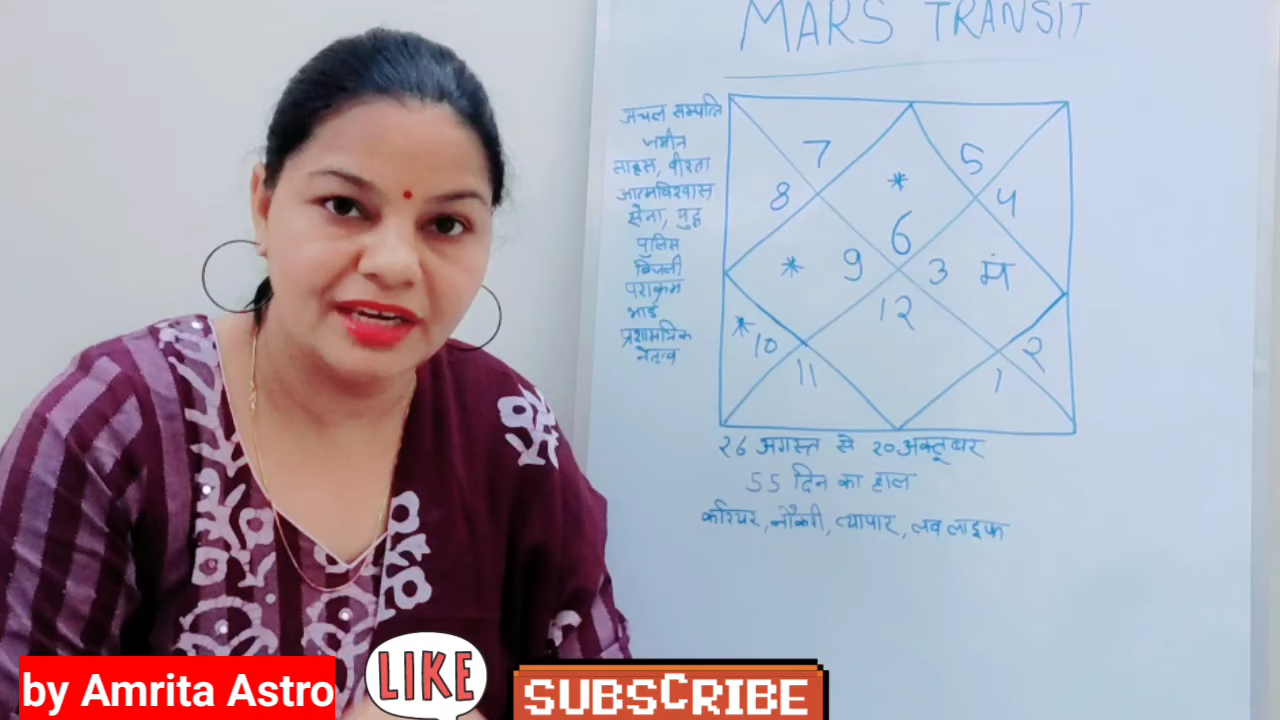 MARS TRANSIT
अचल सम्पत्ति
जमीन
साहस, वीरता
आत्मविश्वास
सेना, युद्ध
पुलिस
बिजली
पराक्रम
भाई
प्रशासनिक
नेतृत्व
7 5
8 * 4
6
* 9 3 मं
12
* 10 2
11 1
26 अगस्त से 20 अक्टूबर
55 दिन का हाल
करियर, नौकरी, व्यापार, लव लाइफ
by Amrita Astro
LIKE
SUBSCRIBE